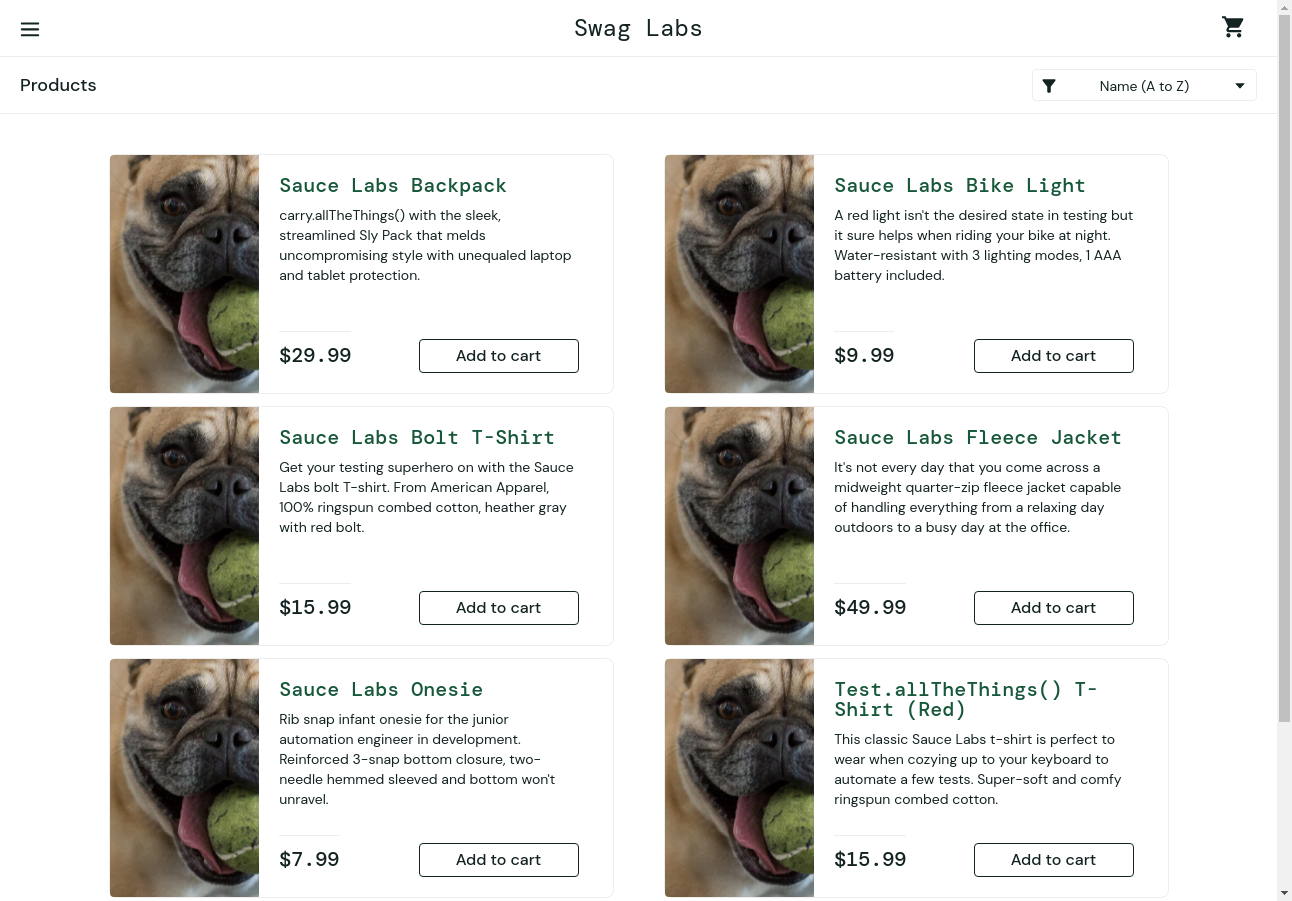 Swag Labs
Products
Name (A to Z)
Sauce Labs Backpack
carry.allTheThings() with the sleek,
streamlined Sly Pack that melds
uncompromising style with unequaled laptop
and tablet protection.
$29.99
Add to cart
Sauce Labs Bike Light
A red light isn't the desired state in testing but
it sure helps when riding your bike at night.
Water-resistant with 3 lighting modes, 1 AAA
battery included.
$9.99
Add to cart
Sauce Labs Bolt T-Shirt
Get your testing superhero on with the Sauce
Labs bolt T-shirt. From American Apparel,
100% ringspun combed cotton, heather gray
with red bolt.
$15.99
Add to cart
Sauce Labs Fleece Jacket
It's not every day that you come across a
midweight quarter-zip fleece jacket capable
of handling everything from a relaxing day
outdoors to a busy day at the office.
$49.99
Add to cart
Sauce Labs Onesie
Rib snap infant onesie for the junior
automation engineer in development.
Reinforced 3-snap bottom closure, two-
needle hemmed sleeved and bottom won't
unravel.
$7.99
Add to cart
Test.allTheThings() T-
Shirt (Red)
This classic Sauce Labs t-shirt is perfect to
wear when cozying up to your keyboard to
automate a few tests. Super-soft and comfy
ringspun combed cotton.
$15.99
Add to cart